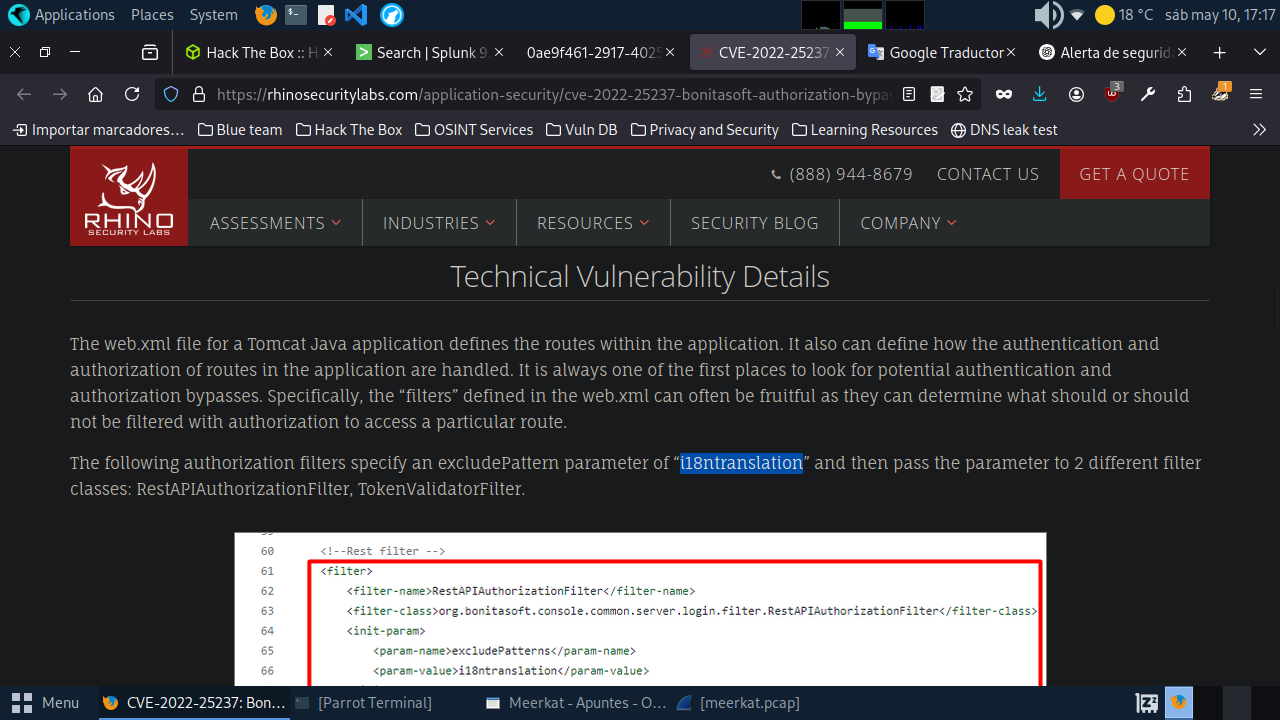 Applications Places System
18 °C sáb may 10, 17:17
Hack The Box :: H
Search | Splunk 9.
0ae9f461-2917-4025
CVE-2022-25237
Google Traductor
Alerta de segurida
https://rhinosecuritylabs.com/application-security/cve-2022-25237-bonitasoft-authorization-bypas
3
1
Importar marcadores…
Blue team
Hack The Box
OSINT Services
Vuln DB
Privacy and Security
Learning Resources
DNS leak test
RHINO
SECURITY LABS
(888) 944-8679
CONTACT US
GET A QUOTE
ASSESSMENTS
INDUSTRIES
RESOURCES
SECURITY BLOG
COMPANY
Technical Vulnerability Details
The web.xml file for a Tomcat Java application defines the routes within the application. It also can define how the authentication and
authorization of routes in the application are handled. It is always one of the first places to look for potential authentication and
authorization bypasses. Specifically, the “filters” defined in the web.xml can often be fruitful as they can determine what should or should
not be filtered with authorization to access a particular route.
The following authorization filters specify an excludePattern parameter of “i18ntranslation” and then pass the parameter to 2 different filter
classes: RestAPIAuthorizationFilter, TokenValidatorFilter.
60 <!--Rest filter -->
61 <filter>
62 <filter-name>RestAPIAuthorizationFilter</filter-name>
63 <filter-class>org.bonitasoft.console.common.server.login.filter.RestAPIAuthorizationFilter</filter-class>
64 <init-param>
65 <param-name>excludePatterns</param-name>
66 <param-value>i18ntranslation</param-value>
Menu
CVE-2022-25237: Bon…
[Parrot Terminal]
Meerkat - Apuntes - O…
[meerkat.pcap]